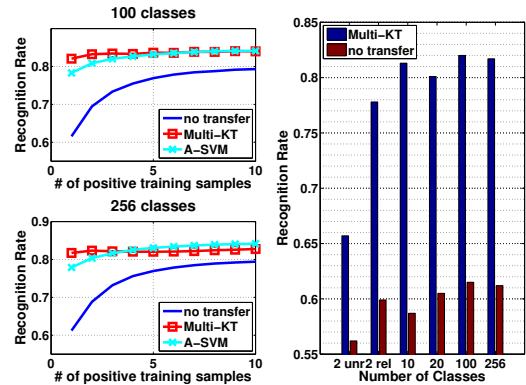 100 classes
Recognition Rate
0.8
0.7
0.6
no transfer
Multi-KT
A-SVM
0
5
10
# of positive training samples
256 classes
Recognition Rate
0.9
0.8
0.7
0.6
no transfer
Multi-KT
A-SVM
0
5
10
# of positive training samples
Recognition Rate
0.85
0.8
0.75
0.7
0.65
0.6
0.55
Multi-KT
no transfer
2 unr 2 rel 10 20 100 256
Number of Classes